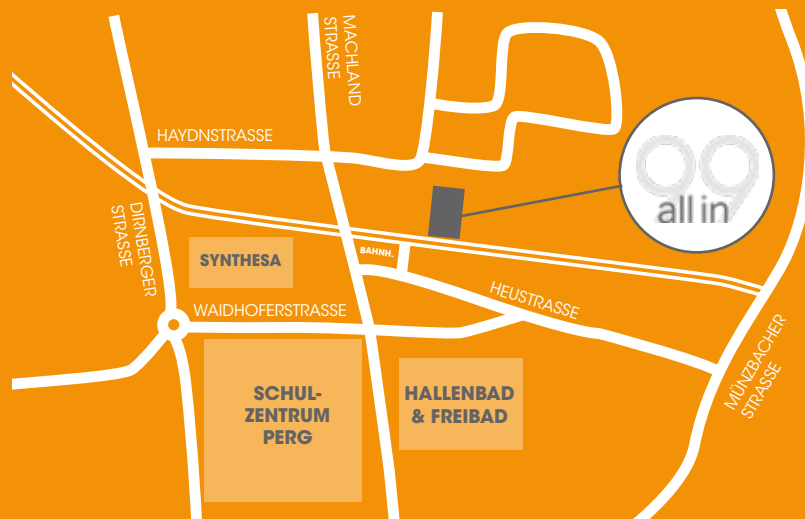 MACHLAND
STRASSE
HAYDNSTRASSE
99
all in
DIRNBERGER
STRASSE
BAHNH.
SYNTHESA
HEUSTRASSE
WAIDHOFERSTRASSE
MÜNZBACHER
STRASSE
SCHUL-
ZENTRUM
PERG
HALLENBAD
& FREIBAD